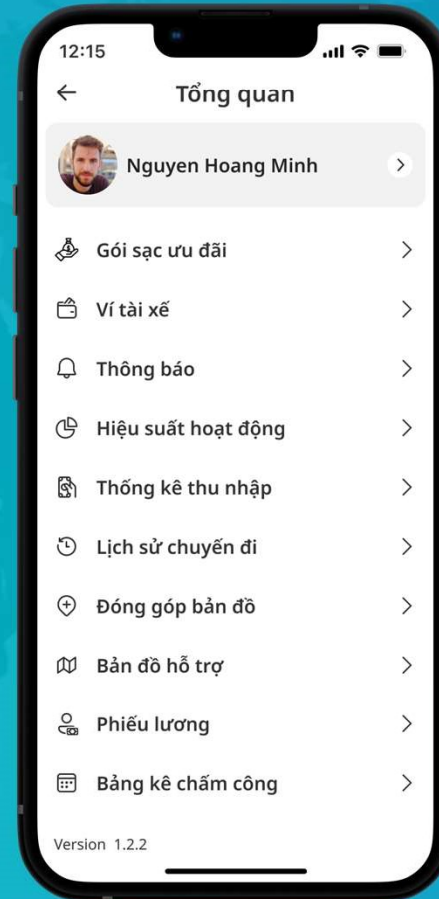 12:15
Tổng quan
Nguyen Hoang Minh
Gói sạc ưu đãi
Ví tài xế
Thông báo
Hiệu suất hoạt động
Thống kê thu nhập
Lịch sử chuyến đi
Đóng góp bản đồ
Bản đồ hỗ trợ
Phiếu lương
Bảng kê chấm công
Version 1.2.2